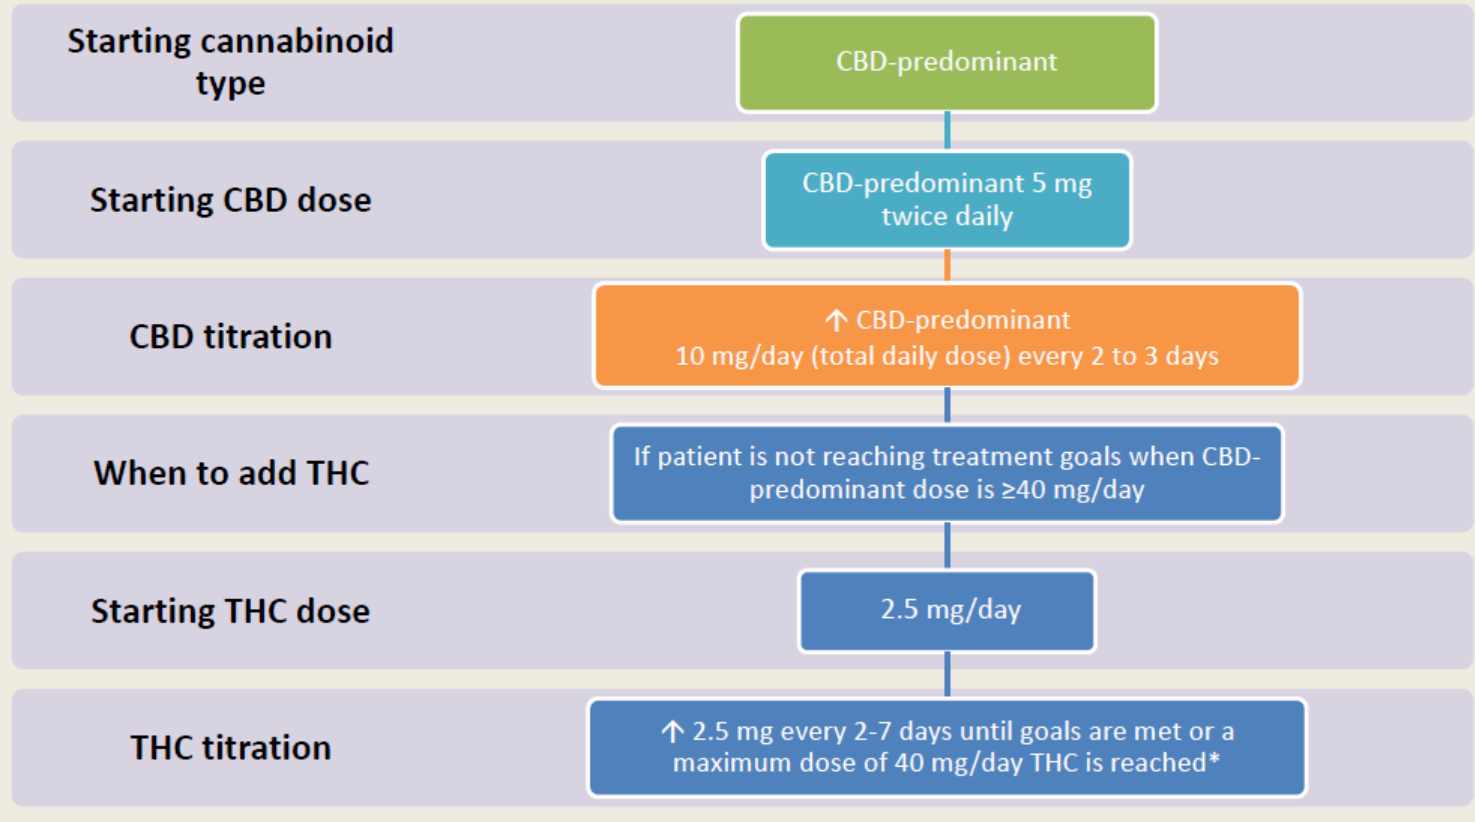 Starting cannabinoid
type
CBD-predominant
Starting CBD dose
CBD-predominant 5 mg
twice daily
CBD titration
↑ CBD-predominant
10 mg/day (total daily dose) every 2 to 3 days
When to add THC
If patient is not reaching treatment goals when CBD-
predominant dose is ≥40 mg/day
Starting THC dose
2.5 mg/day
THC titration
↑ 2.5 mg every 2-7 days until goals are met or a
maximum dose of 40 mg/day THC is reached*